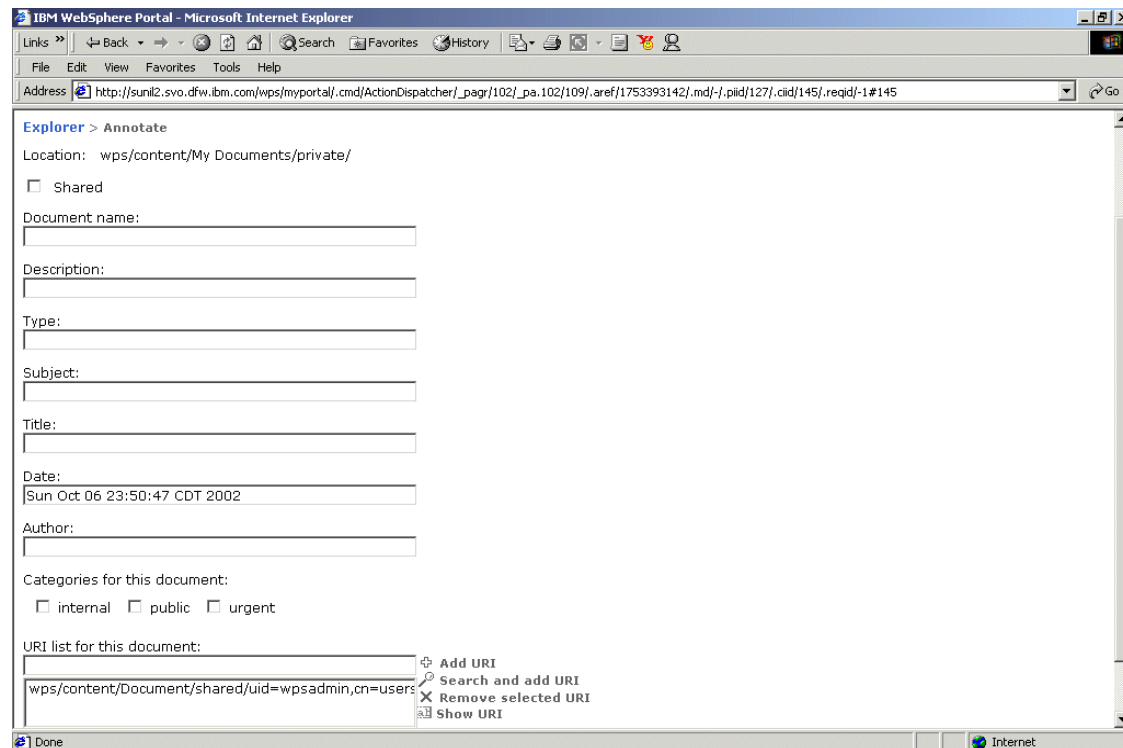 IBM WebSphere Portal - Microsoft Internet Explorer
Links » Back Search Favorites History
File Edit View Favorites Tools Help
Address http://sunil2.svo.dfw.ibm.com/wps/myportal/.cmd/ActionDispatcher/_pagr/102/_pa.102/109/.aref/1753393142/.md/-/.piid/127/.ciid/145/.reqid/-1#145 Go
Explorer > Annotate
Location: wps/content/My Documents/private/
Shared
Document name:
Description:
Type:
Subject:
Title:
Date:
Sun Oct 06 23:50:47 CDT 2002
Author:
Categories for this document:
internal public urgent
URI list for this document:
Add URI
Search and add URI
wps/content/Document/shared/uid=wpsadmin,cn=users
Remove selected URI
Show URI
Done Internet